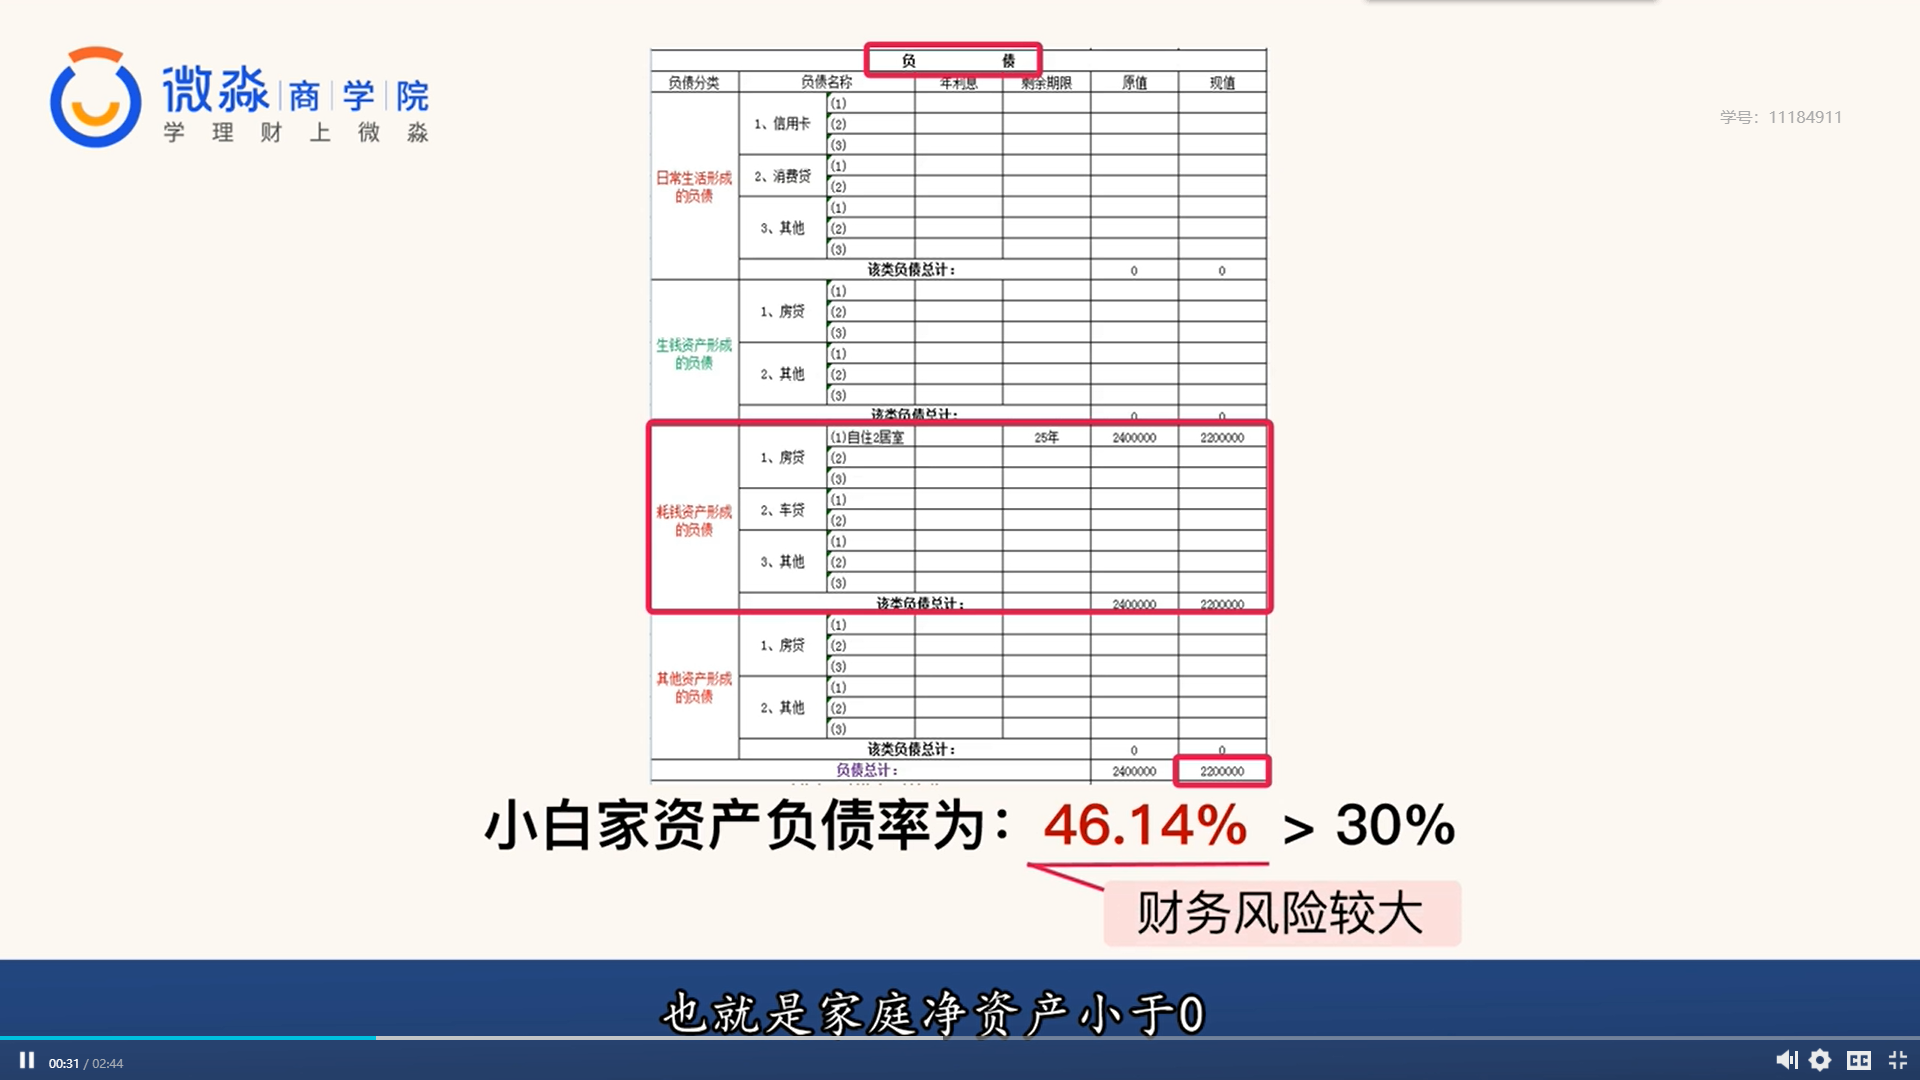 微淼 商 学 院
学 理 财 上 微 淼
学号：11184911
负 债
负债分类 负债名称 年利息 剩余期限 原值 现值
日常生活形成的负债
1、信用卡
(1)
(2)
(3)
2、消费贷
(1)
(2)
3、其他
(1)
(2)
(3)
该类负债总计： 0 0
生钱资产形成的负债
1、房贷
(1)
(2)
(3)
2、其他
(1)
(2)
(3)
该类负债总计： 0 0
耗钱资产形成的负债
1、房贷
(1)自住2居室 25年 2400000 2200000
(2)
(3)
2、车贷
(1)
(2)
3、其他
(1)
(2)
(3)
该类负债总计： 2400000 2200000
其他资产形成的负债
1、房贷
(1)
(2)
(3)
2、其他
(1)
(2)
(3)
该类负债总计： 0 0
负债总计： 2400000 2200000
小白家资产负债率为：46.14% > 30%
财务风险较大
也就是家庭净资产小于0
00:31 / 02:44
CC